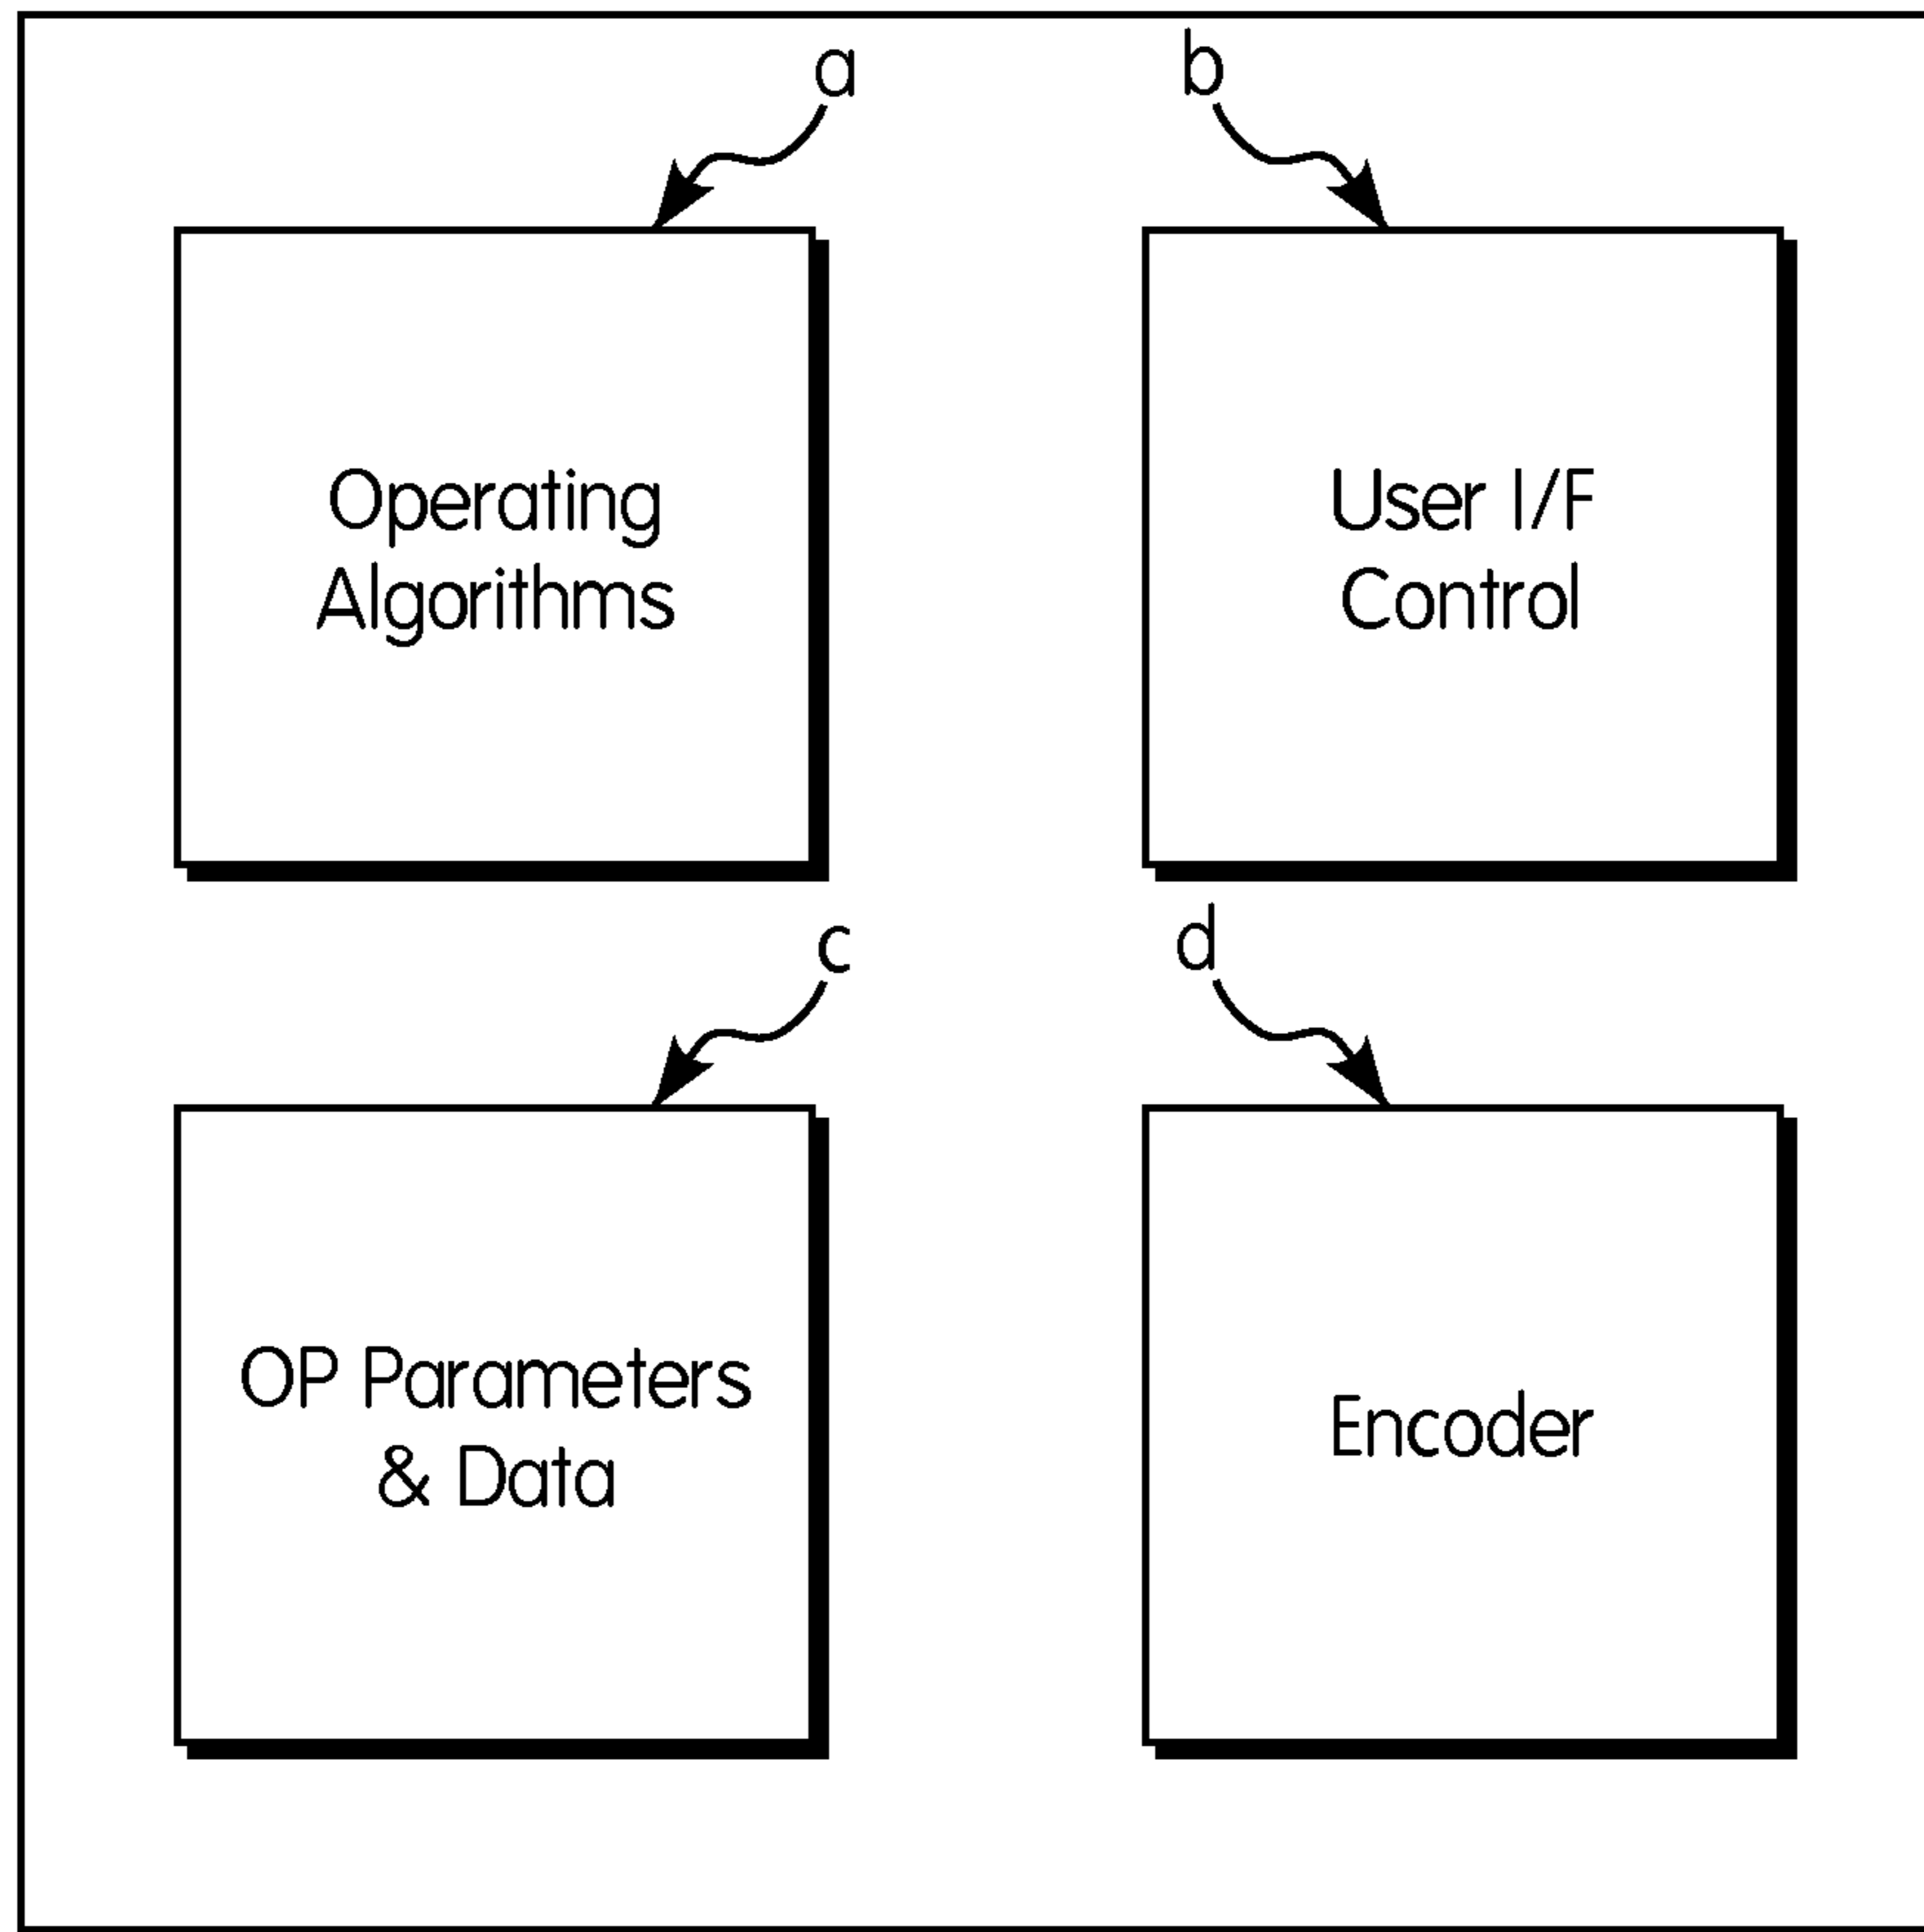 a
b
Operating
Algorithms
User I/F
Control
c
d
OP Parameters
& Data
Encoder